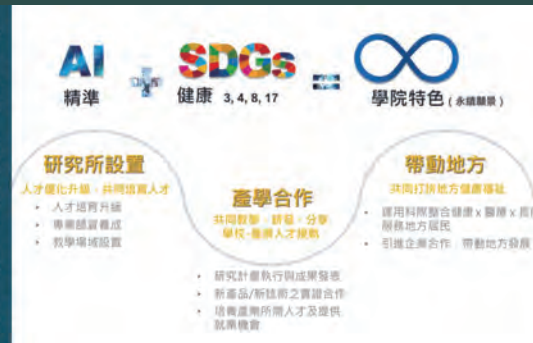 AI + SDGs = ∞
精準
健康 3, 4, 8, 17
學院特色 (永續願景)
研究所設置
人才優化升級、共同培育人才
• 人才培育升級
• 專業師資養成
• 教學場域設置
產學合作
共同教學、研發、分享
學校-產業人才接軌
• 研究計畫執行與成果發表
• 新產品/新技術之實證合作
• 培養產業所需人才及提供
就業機會
帶動地方
共同打造地方健康福祉
• 運用科際整合健康 x 醫療 x
服務地方居民
• 引進企業合作，帶動地方發展